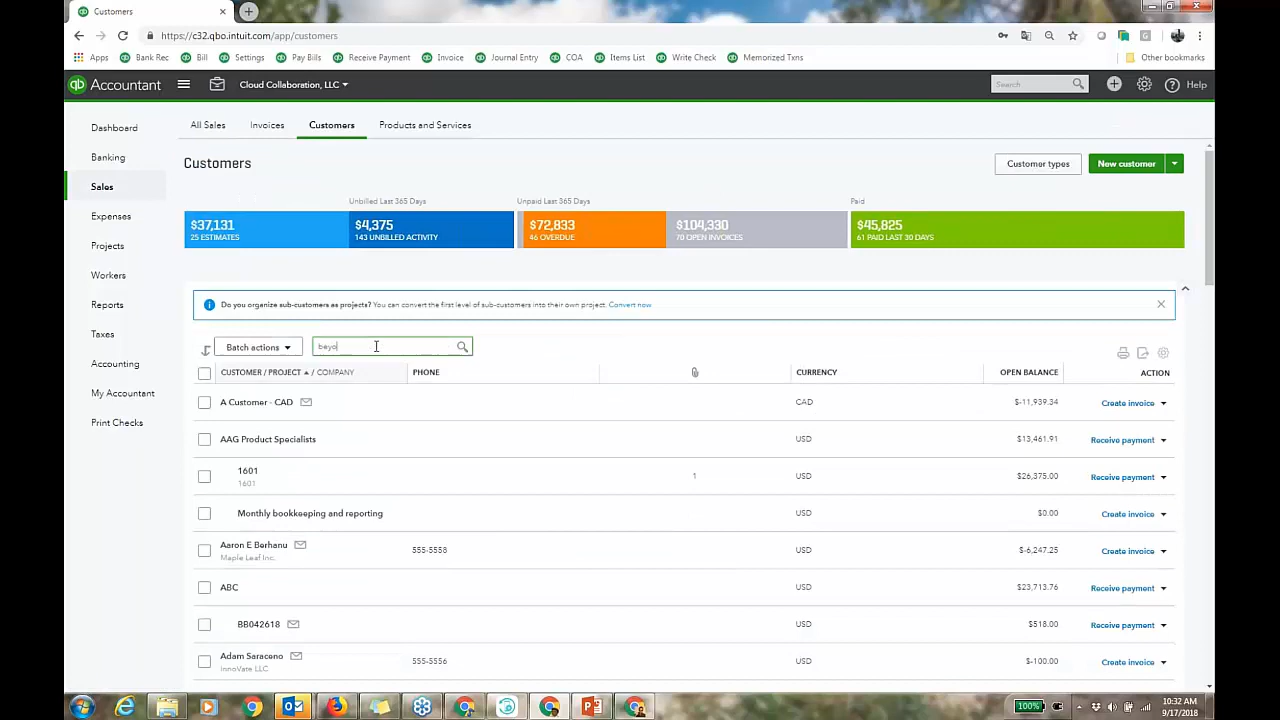 Customers
https://c32.qbo.intuit.com/app/customers
Apps Bank Rec Bill Settings Pay Bills Receive Payment Invoice Journal Entry COA Items List Write Check Memorized Txns Other bookmarks
qb Accountant Cloud Collaboration, LLC Search Help
Dashboard
Banking
Sales
Expenses
Projects
Workers
Reports
Taxes
Accounting
My Accountant
Print Checks
All Sales Invoices Customers Products and Services
Customers
Customer types New customer
Unbilled Last 365 Days Unpaid Last 365 Days Paid
$37,131 $4,375 $72,833 $104,330 $45,825
25 ESTIMATES 143 UNBILLED ACTIVITY 46 OVERDUE 70 OPEN INVOICES 61 PAID LAST 30 DAYS
Do you organize sub-customers as projects? You can convert the first level of sub-customers into their own project. Convert now
Batch actions beyo
CUSTOMER / PROJECT / COMPANY PHONE CURRENCY OPEN BALANCE ACTION
A Customer - CAD CAD $-11,939.34 Create invoice
AAG Product Specialists USD $13,461.91 Receive payment
1601 1 USD $26,375.00 Receive payment
1601
Monthly bookkeeping and reporting USD $0.00 Create invoice
Aaron E Berhanu 555-5558 USD $-6,247.25 Create invoice
Maple Leaf Inc.
ABC USD $23,713.76 Receive payment
BB042618 USD $518.00 Receive payment
Adam Saraceno 555-5556 USD $-100.00 Create invoice
InnoVate LLC
100% 10:32 AM
9/17/2018